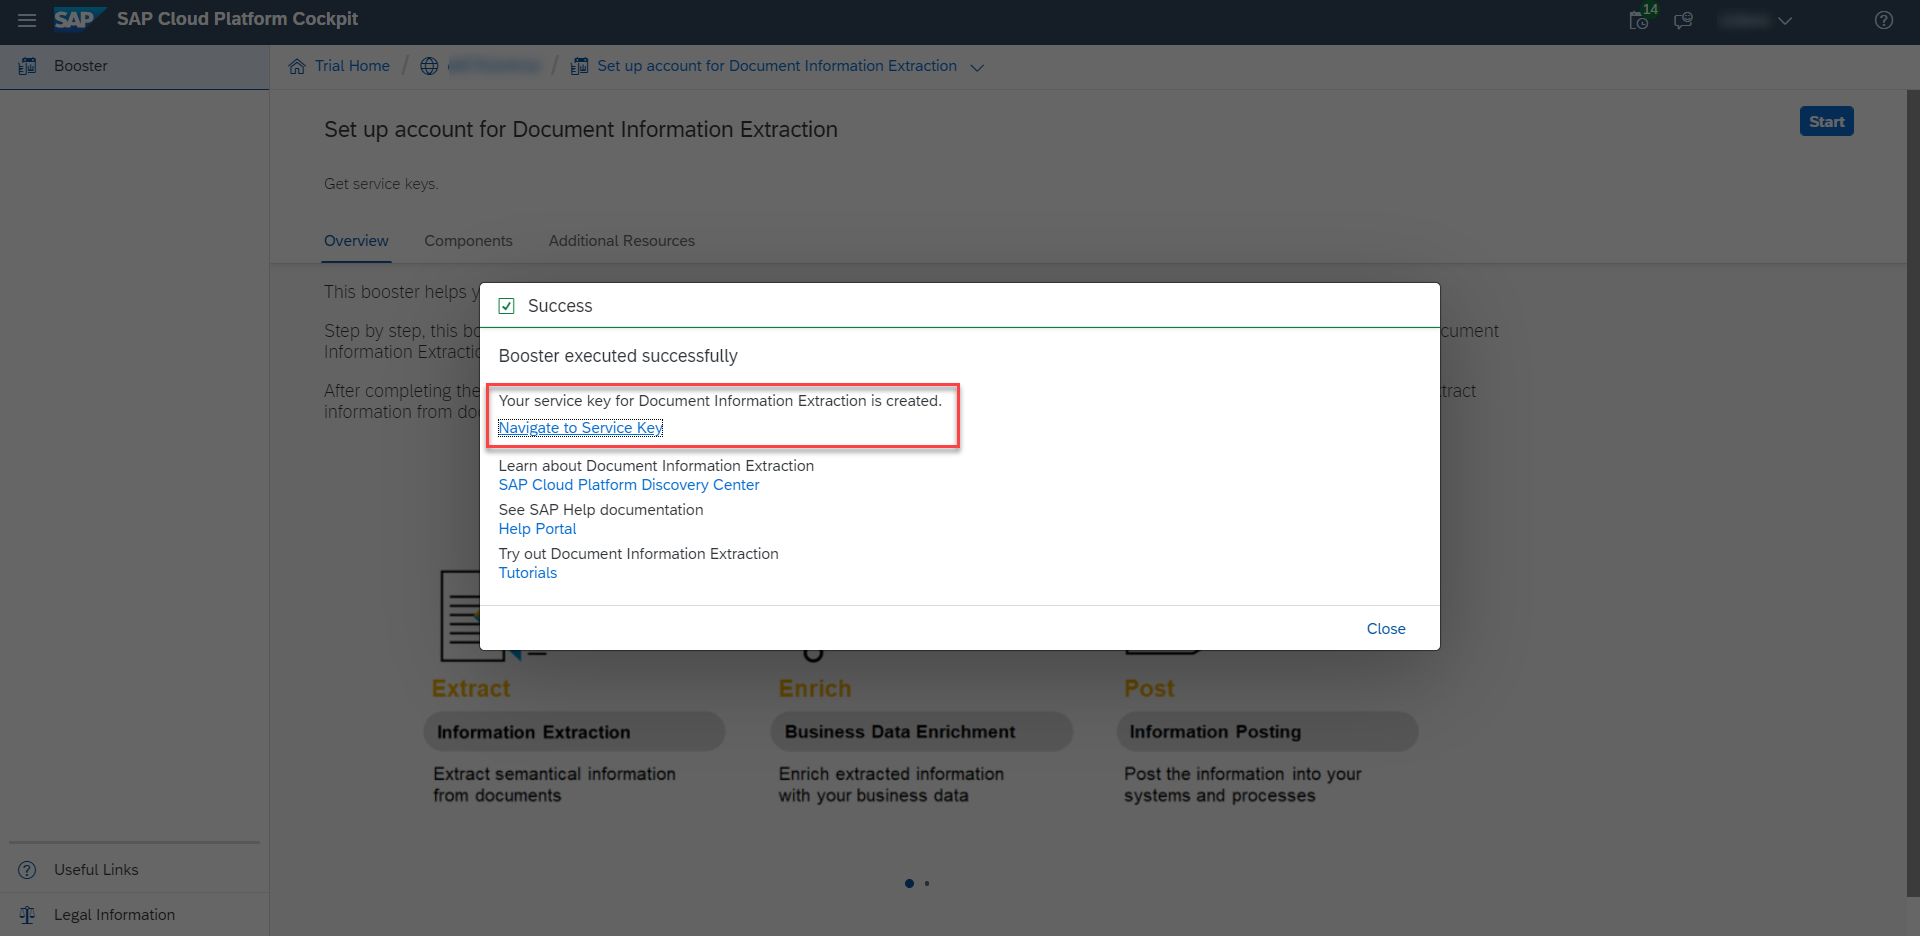 SAP SAP Cloud Platform Cockpit 14
Booster
Trial Home / / Set up account for Document Information Extraction
Set up account for Document Information Extraction
Start
Get service keys.
Overview Components Additional Resources
This booster helps
Step by step, this
Information
After completing the
information from
Success
Booster executed successfully
Your service key for Document Information Extraction is created.
Navigate to Service Key
Learn about Document Information Extraction
SAP Cloud Platform Discovery Center
See SAP Help documentation
Help Portal
Try out Document Information Extraction
Tutorials
Close
Extract
Information Extraction
Extract semantical information
from documents
Enrich
Business Data Enrichment
Enrich extracted information
with your business data
Post
Information Posting
Post the information into your
systems and processes
Useful Links
Legal Information